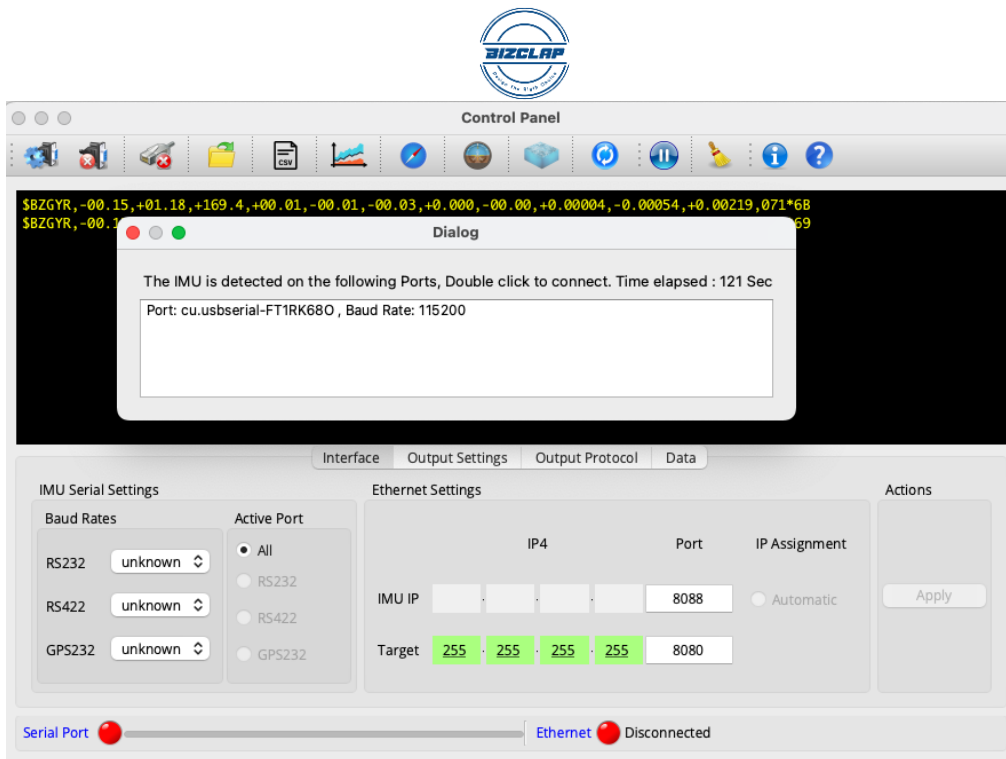 BIZCLAP
Design the Right Choice
Control Panel
CSV
$BZGYR,-00.15,+01.18,+169.4,+00.01,-00.01,-00.03,+0.000,-00.00,+0.00004,-0.00054,+0.00219,071*6B
$BZGYR,-00.1
69
Dialog
The IMU is detected on the following Ports, Double click to connect. Time elapsed : 121 Sec
Port: cu.usbserial-FT1RK68O , Baud Rate: 115200
Interface Output Settings Output Protocol Data
IMU Serial Settings Ethernet Settings Actions
Baud Rates Active Port
IP4 Port IP Assignment
All
RS232 unknown
RS232
IMU IP . . . 8088 Automatic Apply
RS422 unknown
RS422
GPS232 unknown
GPS232
Target 255 . 255 . 255 . 255 8080
Serial Port Ethernet Disconnected